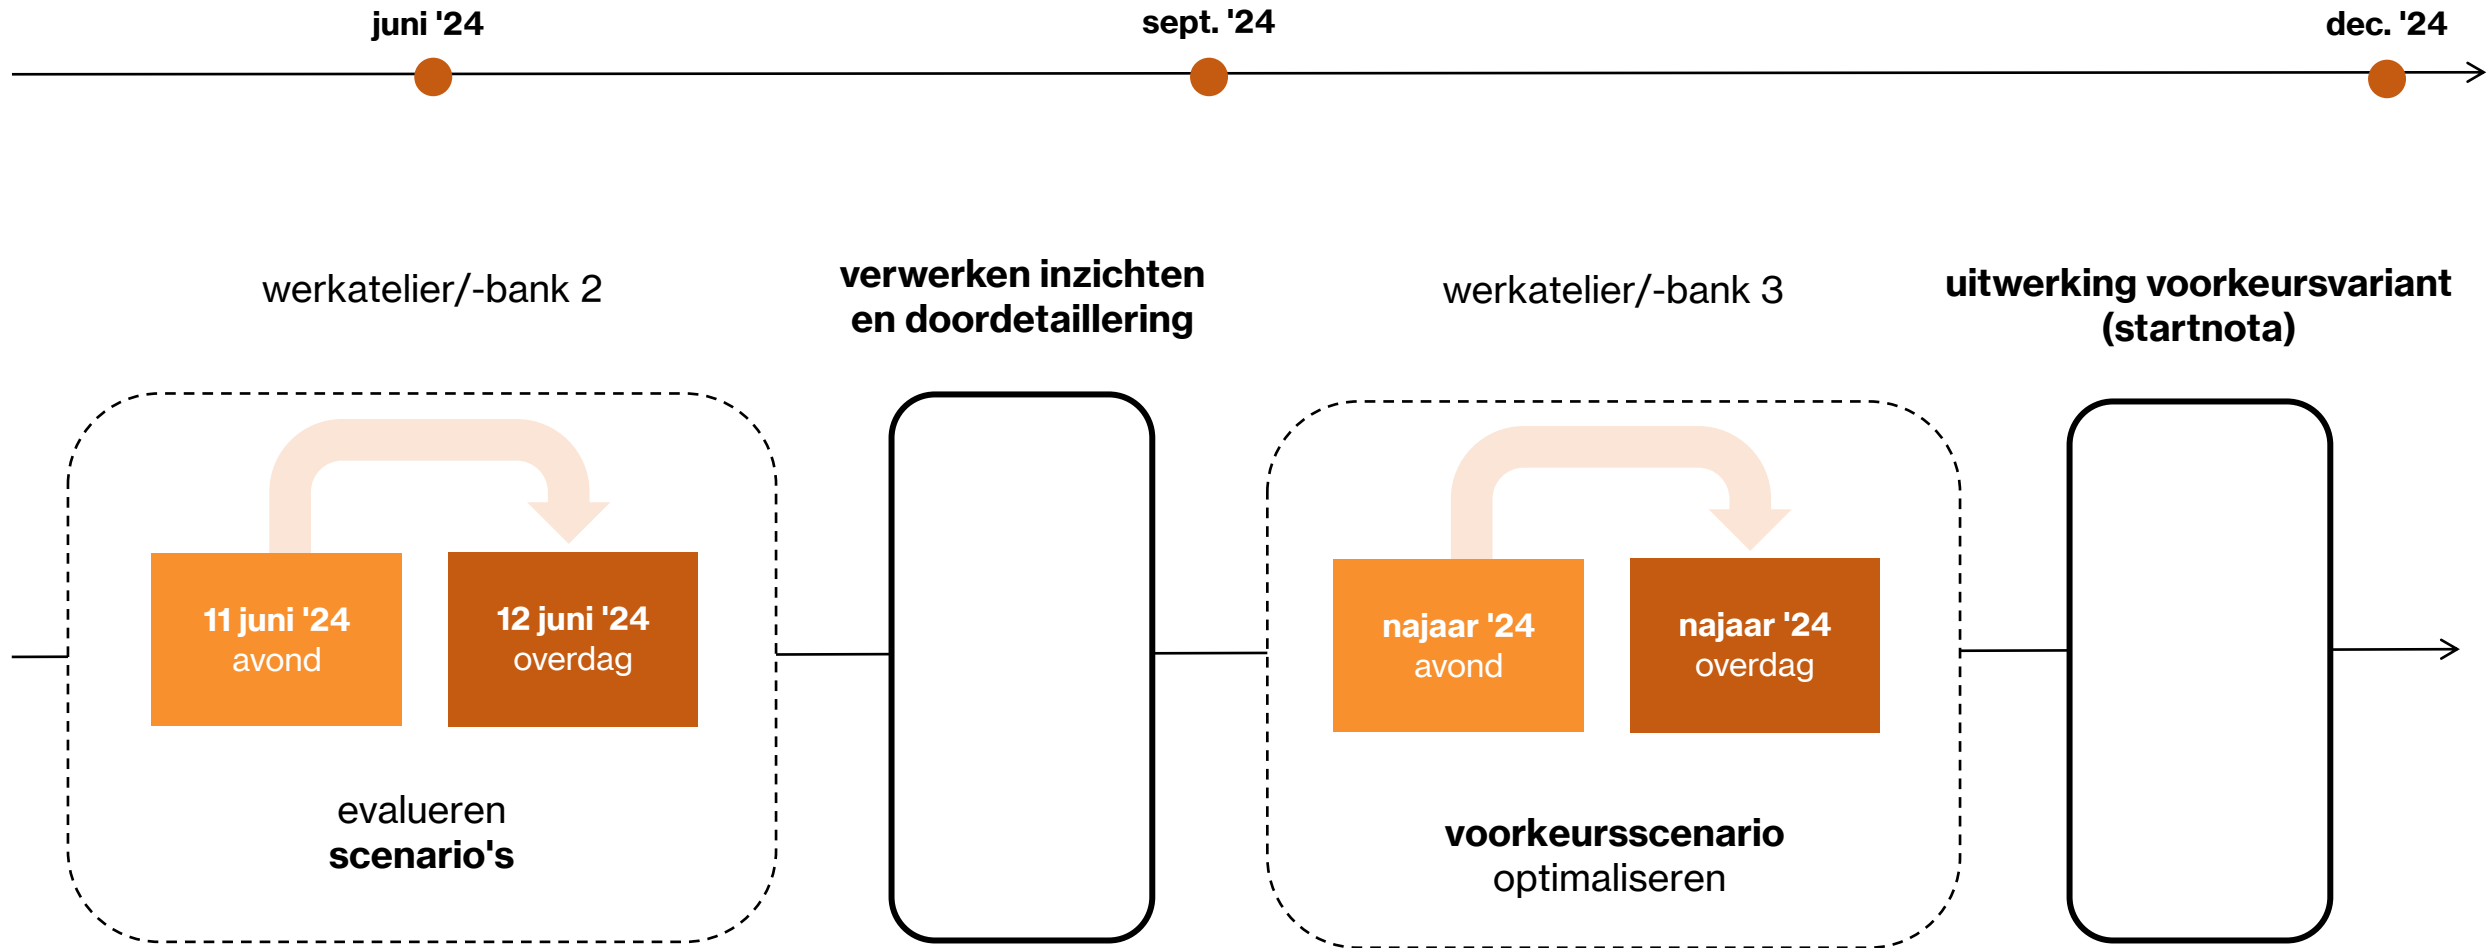 juni '24
sept. '24
dec. '24
werkatelier/-bank 2
verwerken inzichten
en doordetaillering
werkatelier/-bank 3
uitwerking voorkeursvariant
(startnota)
11 juni '24
avond
12 juni '24
overdag
najaar '24
avond
najaar '24
overdag
evalueren
scenario's
voorkeursscenario
optimaliseren